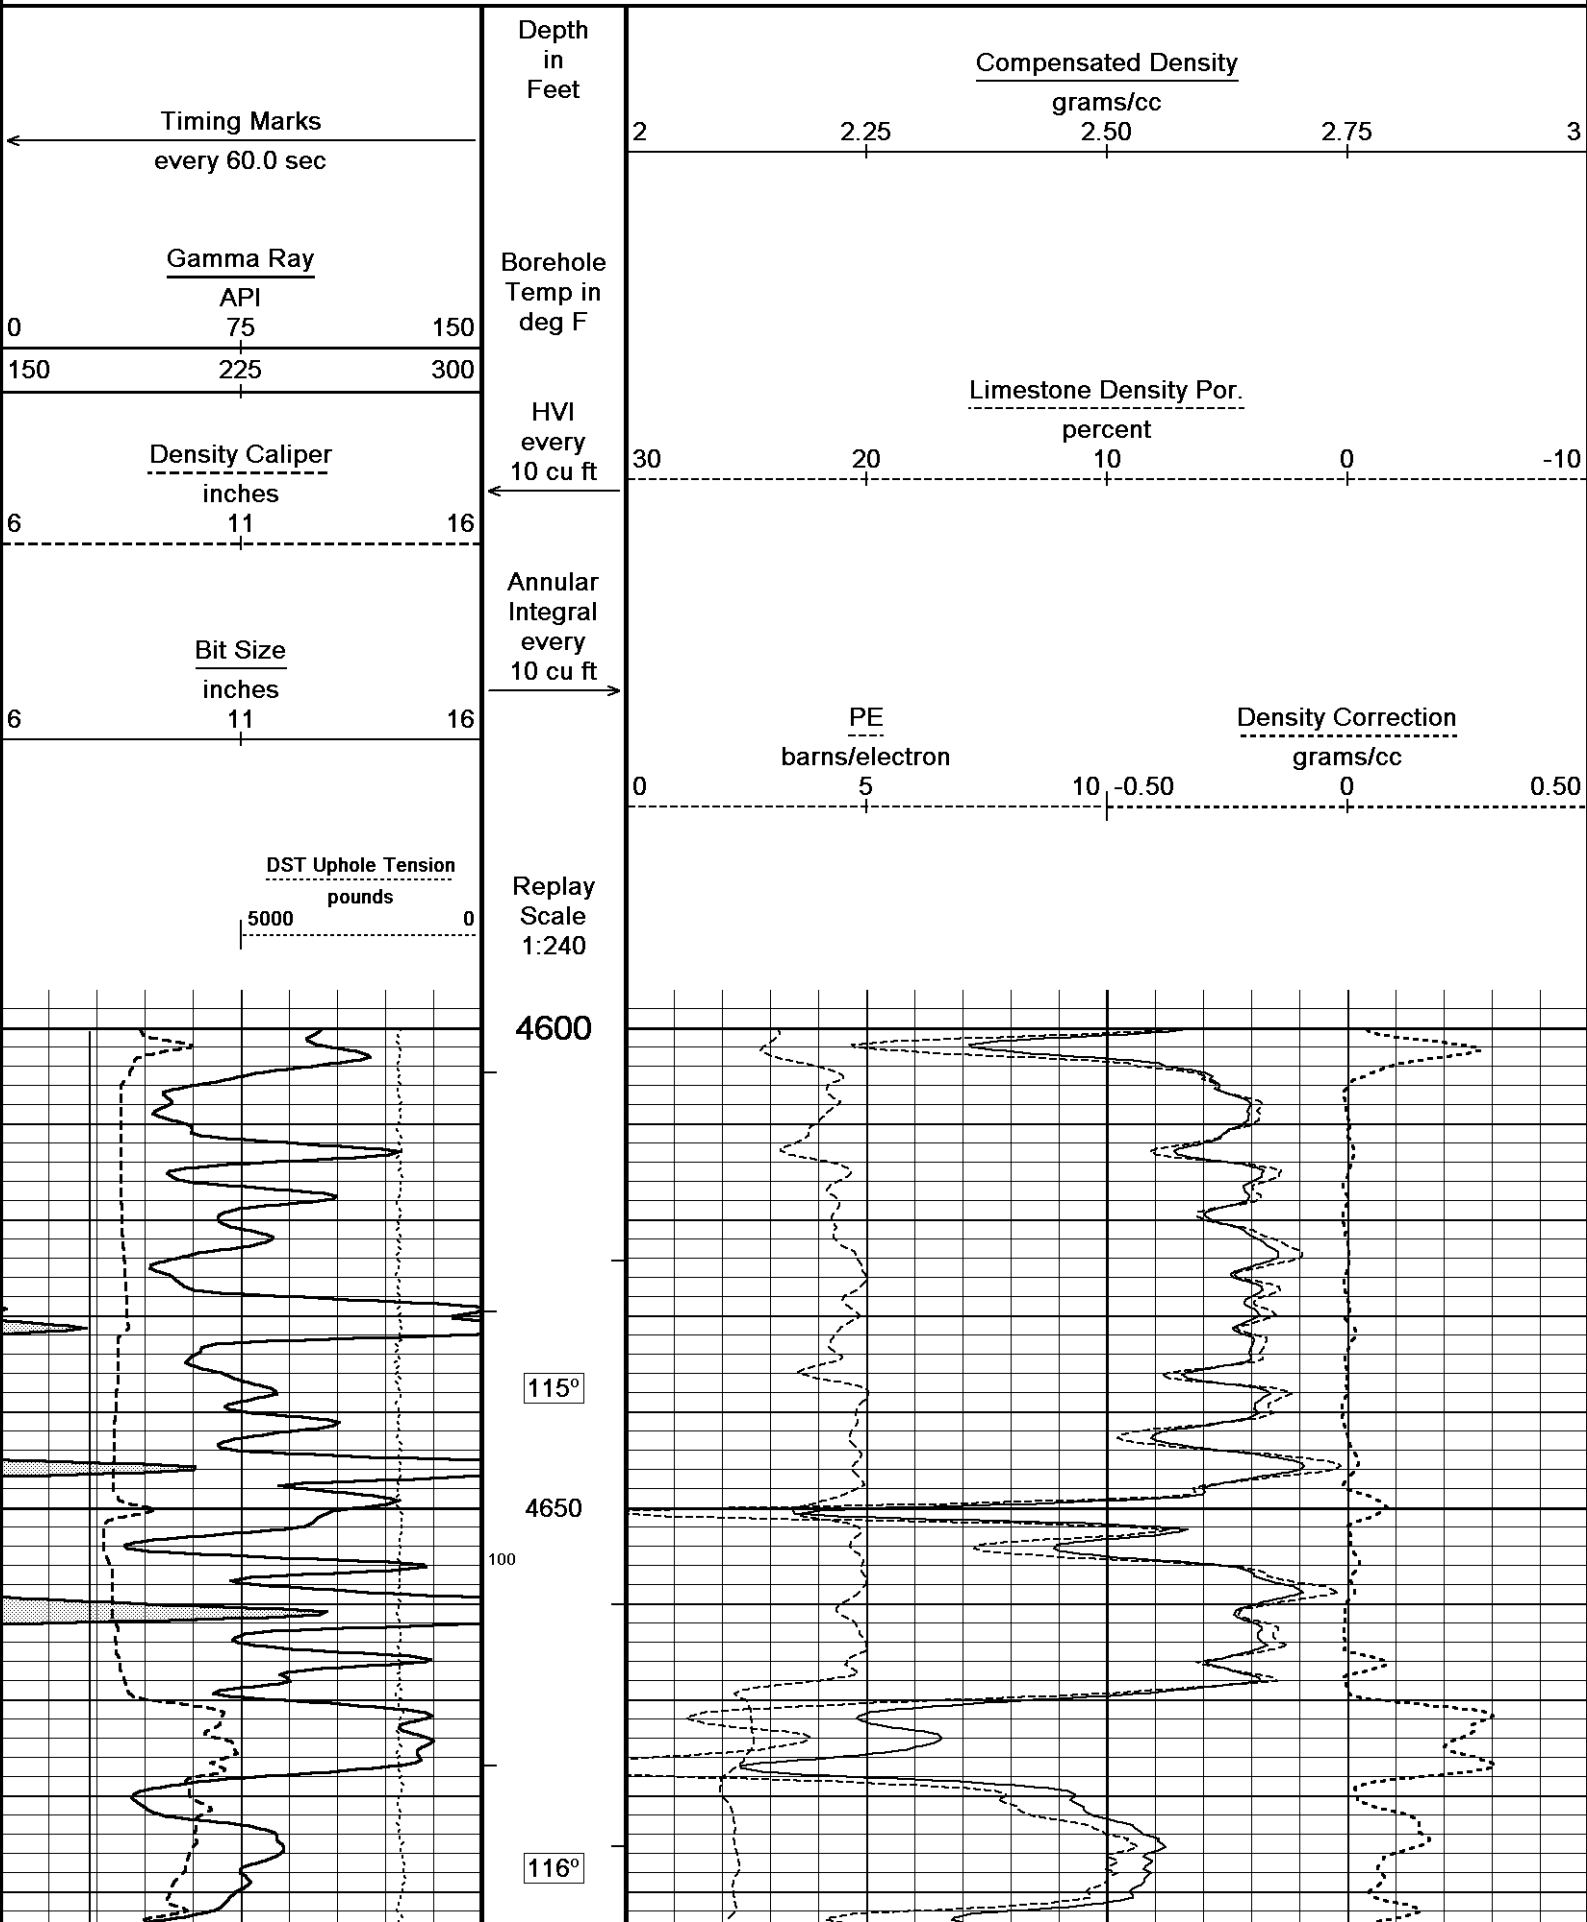 Timing Marks
every 60.0 sec
Gamma Ray
API
0 75 150
150 225 300
Density Caliper
inches
6 11 16
Bit Size
inches
6 11 16
DST Uphole Tension
pounds
5000 0
Depth
in
Feet
Borehole
Temp in
deg F
HVI
every
10 cu ft
Annular
Integral
every
10 cu ft
Replay
Scale
1:240
Compensated Density
grams/cc
2 2.25 2.50 2.75 3
Limestone Density Por.
percent
30 20 10 0 -10
PE
barns/electron
0 5 10
Density Correction
grams/cc
-0.50 0 0.50
4600
115°
4650
100
116°